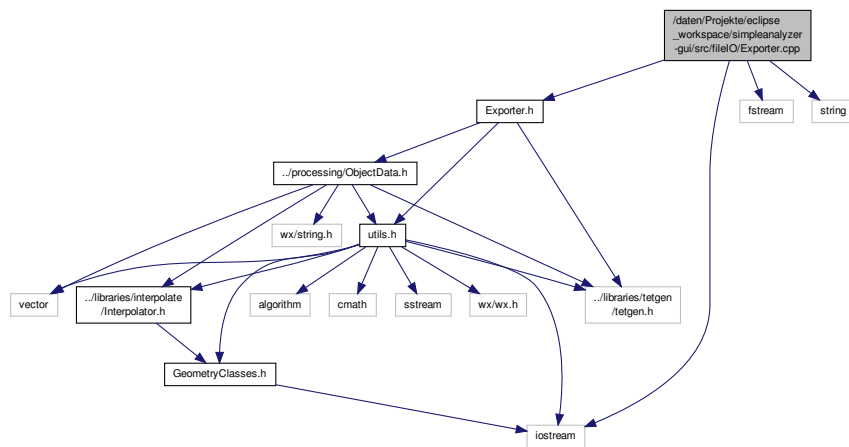 /daten/Projekte/eclipse
_workspace/simpleanalyzer
-gui/src/fileIO/Exporter.cpp
Exporter.h
fstream
string
../processing/ObjectData.h
wx/string.h
utils.h
vector
../libraries/interpolate
/Interpolator.h
algorithm
cmath
sstream
wx/wx.h
../libraries/tetgen
/tetgen.h
GeometryClasses.h
iostream